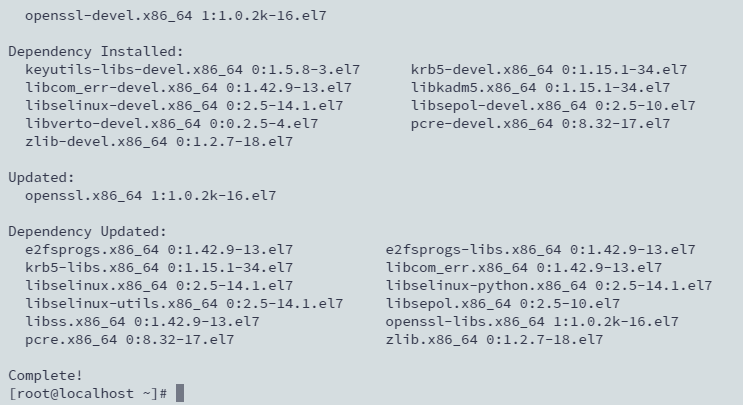 openssl-devel.x86_64 1:1.0.2k-16.el7
Dependency Installed:
keyutils-libs-devel.x86_64 0:1.5.8-3.el7 krb5-devel.x86_64 0:1.15.1-34.el7
libcom_err-devel.x86_64 0:1.42.9-13.el7 libkadm5.x86_64 0:1.15.1-34.el7
libselinux-devel.x86_64 0:2.5-14.1.el7 libsepol-devel.x86_64 0:2.5-10.el7
libverto-devel.x86_64 0:0.2.5-4.el7 pcre-devel.x86_64 0:8.32-17.el7
zlib-devel.x86_64 0:1.2.7-18.el7
Updated:
openssl.x86_64 1:1.0.2k-16.el7
Dependency Updated:
e2fsprogs.x86_64 0:1.42.9-13.el7 e2fsprogs-libs.x86_64 0:1.42.9-13.el7
krb5-libs.x86_64 0:1.15.1-34.el7 libcom_err.x86_64 0:1.42.9-13.el7
libselinux.x86_64 0:2.5-14.1.el7 libselinux-python.x86_64 0:2.5-14.1.el7
libselinux-utils.x86_64 0:2.5-14.1.el7 libsepol.x86_64 0:2.5-10.el7
libss.x86_64 0:1.42.9-13.el7 openssl-libs.x86_64 1:1.0.2k-16.el7
pcre.x86_64 0:8.32-17.el7 zlib.x86_64 0:1.2.7-18.el7
Complete!
[root@localhost ~]#